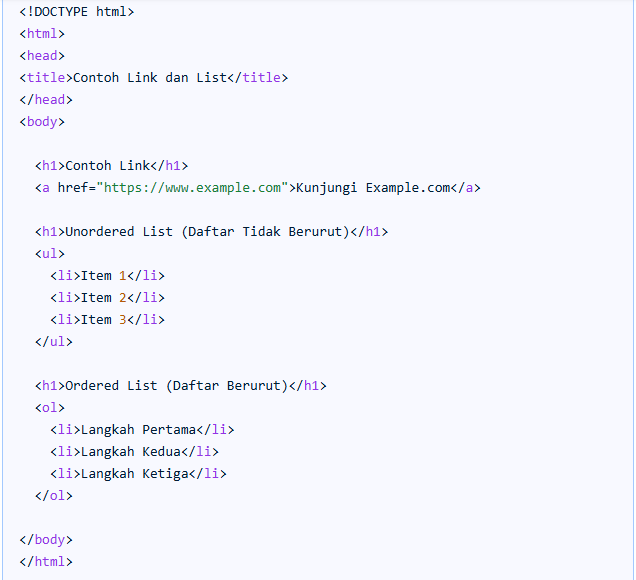 <!DOCTYPE html>
<html>
<head>
<title>Contoh Link dan List</title>
</head>
<body>
<h1>Contoh Link</h1>
<a href="https://www.example.com">Kunjungi Example.com</a>
<h1>Unordered List (Daftar Tidak Berurut)</h1>
<ul>
<li>Item 1</li>
<li>Item 2</li>
<li>Item 3</li>
</ul>
<h1>Ordered List (Daftar Berurut)</h1>
<ol>
<li>Langkah Pertama</li>
<li>Langkah Kedua</li>
<li>Langkah Ketiga</li>
</ol>
</body>
</html>